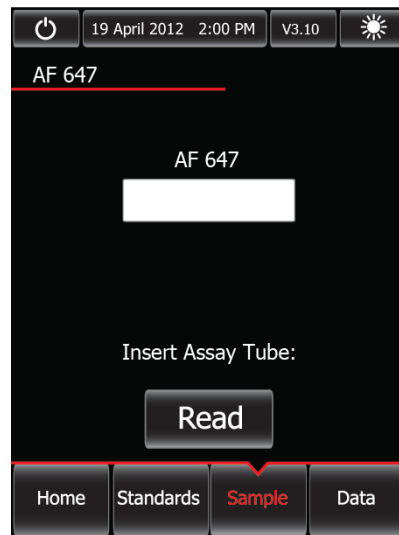 19 April 2012 2:00 PM V3.10
AF 647
AF 647
Insert Assay Tube:
Read
Home Standards Sample Data